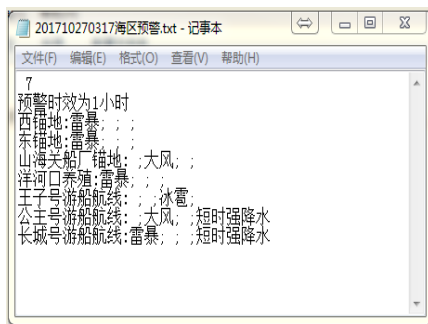 201710270317海区预警.txt - 记事本
文件(F) 编辑(E) 格式(O) 查看(V) 帮助(H)
7
预警时效为1小时
西锚地:雷暴; ; ;
东锚地:雷暴; ; ;
山海关船厂锚地: ;大风; ;
洋河口养殖:雷暴; ; ;
王子号游船航线: ; ;冰雹;
公主号游船航线: ;大风; ;短时强降水
长城号游船航线:雷暴; ; ;短时强降水